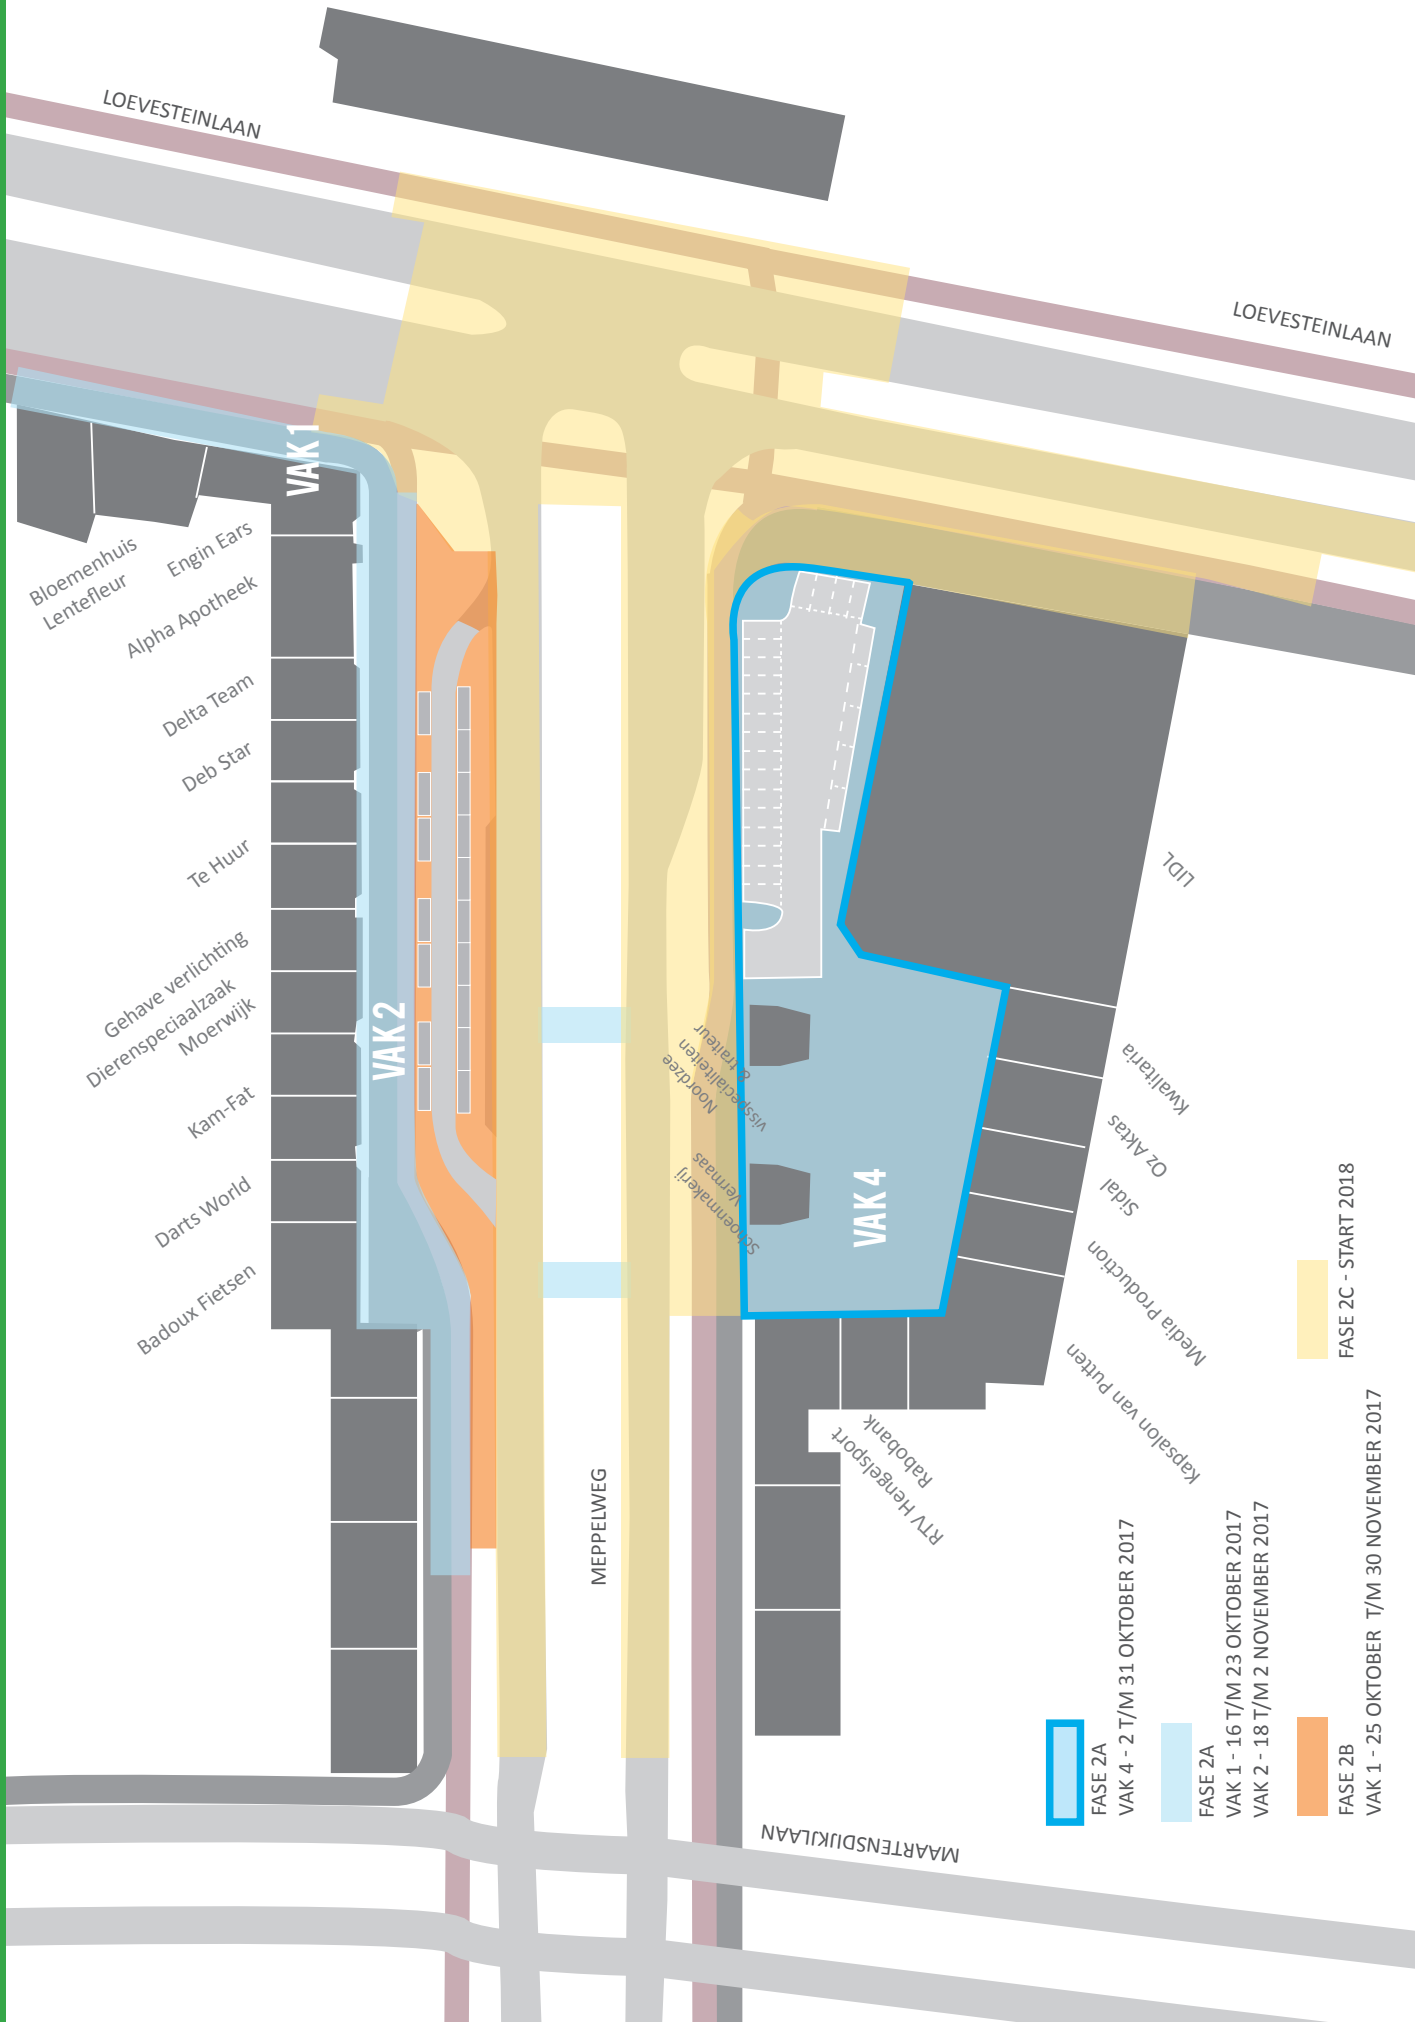 LOEVESTEINLAAN
LOEVESTEINLAAN
VAK 1
Bloemenhuis
Lentefleur
Engin Ears
Alpha Apotheek
Delta Team
Deb Star
Te Huur
Gehave verlichting
Dierenspeciaalzaak
Moerwijk
Kam-Fat
Darts World
Badoux Fietsen
VAK 2
LIDL
Noordzee
visspecialiteiten
& traiteur
Schoenmakerij
Vermaas
VAK 4
Kwalitaria
Oz Aktas
Sidal
Media Production
Kapsalon van Putten
Rabobank
RTV Hengelsport
MEPPELWEG
MAARTENSDIJKLAAN
FASE 2A
VAK 4 - 2 T/M 31 OKTOBER 2017
FASE 2A
VAK 1 - 16 T/M 23 OKTOBER 2017
VAK 2 - 18 T/M 2 NOVEMBER 2017
FASE 2B
VAK 1 - 25 OKTOBER T/M 30 NOVEMBER 2017
FASE 2C - START 2018